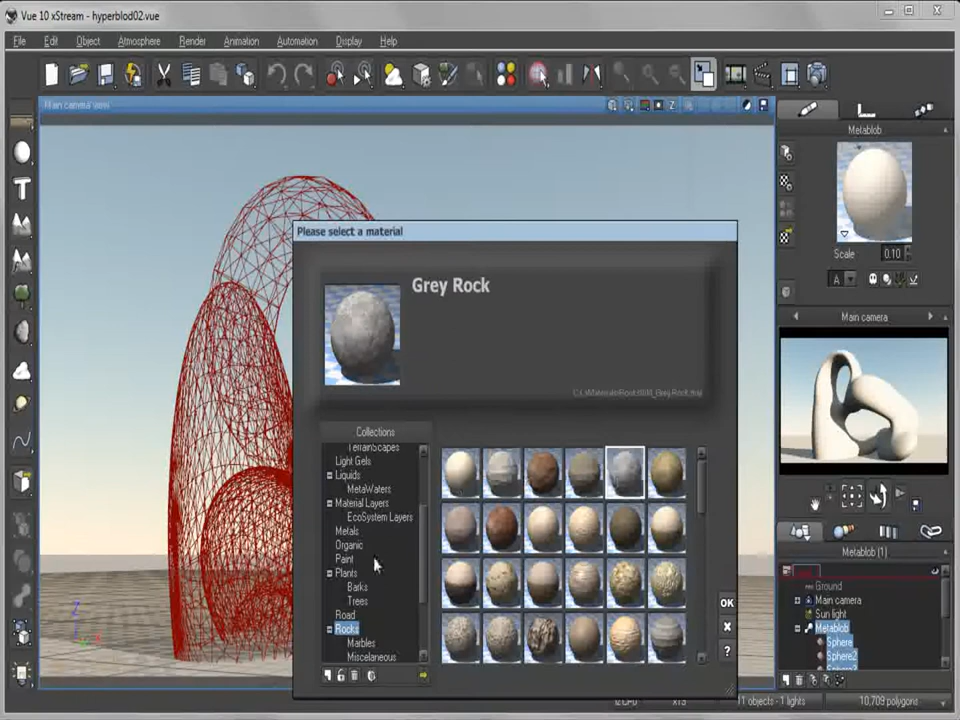 Vue 10 xStream - hyperblod02.vue
File Edit Object Atmosphere Render Animation Automation Display Help
Main camera view
Z
Metablob
Scale 0.10
A
Main camera
Please select a material
Grey Rock
Collections
TerrainScapes
Light Gels
Liquids
MetaWaters
Material Layers
EcoSystem Layers
Metals
Organic
Paint
Plants
Barks
Trees
Road
Rocks
Marbles
Miscelaneous
OK
?
Metablob (1)
Ground
Main camera
Sun light
Metablob
Sphere
Sphere2
Sphere3
11 objects - 1 lights
10,709 polygons